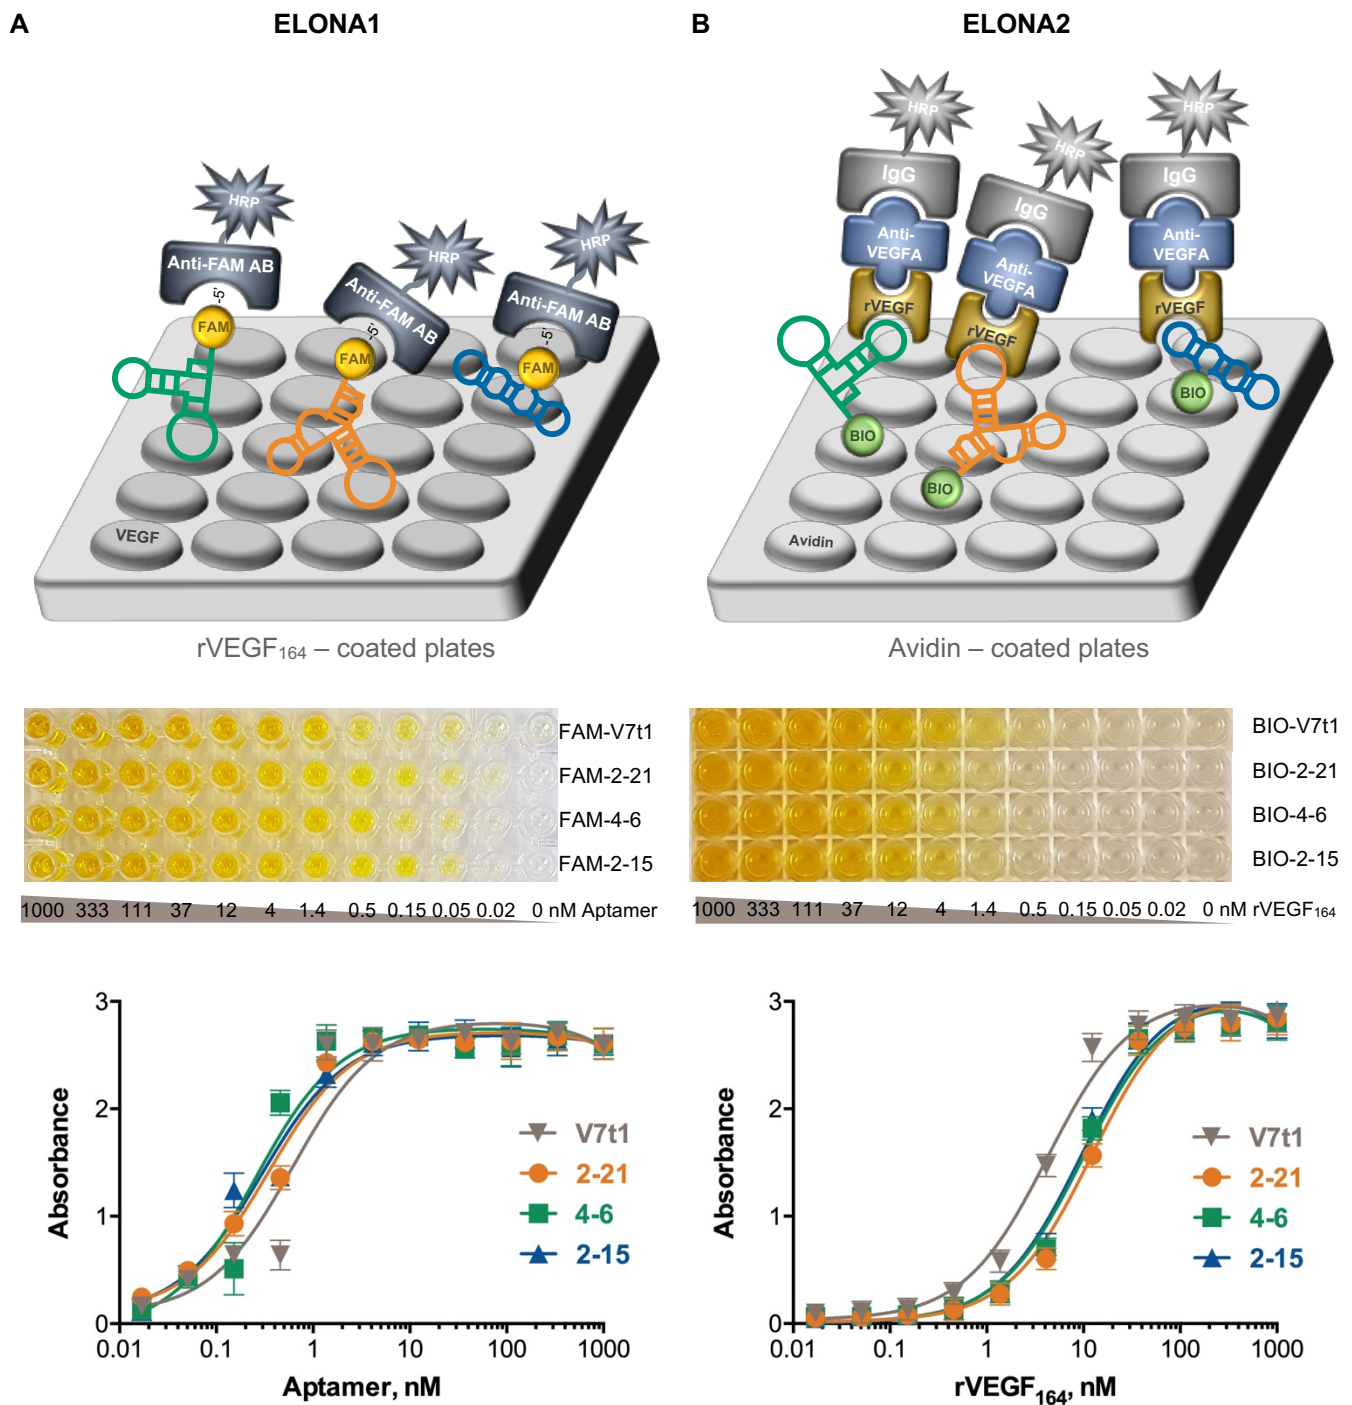 A
ELONA1
B
ELONA2
HRP
HRP
HRP
Anti-FAM AB
Anti-FAM AB
Anti-FAM AB
-5'
-5'
-5'
FAM
FAM
FAM
VEGF
rVEGF164 – coated plates
HRP
HRP
HRP
IgG
IgG
IgG
Anti-
VEGFA
Anti-
VEGFA
Anti-
VEGFA
rVEGF
rVEGF
rVEGF
BIO
BIO
BIO
Avidin
Avidin – coated plates
FAM-V7t1
FAM-2-21
FAM-4-6
FAM-2-15
1000 333 111 37 12 4 1.4 0.5 0.15 0.05 0.02 0 nM Aptamer
BIO-V7t1
BIO-2-21
BIO-4-6
BIO-2-15
1000 333 111 37 12 4 1.4 0.5 0.15 0.05 0.02 0 nM rVEGF164
3
2
1
0
Absorbance
V7t1
2-21
4-6
2-15
0.01 0.1 1 10 100 1000
Aptamer, nM
3
2
1
0
Absorbance
V7t1
2-21
4-6
2-15
0.01 0.1 1 10 100 1000
rVEGF164, nM